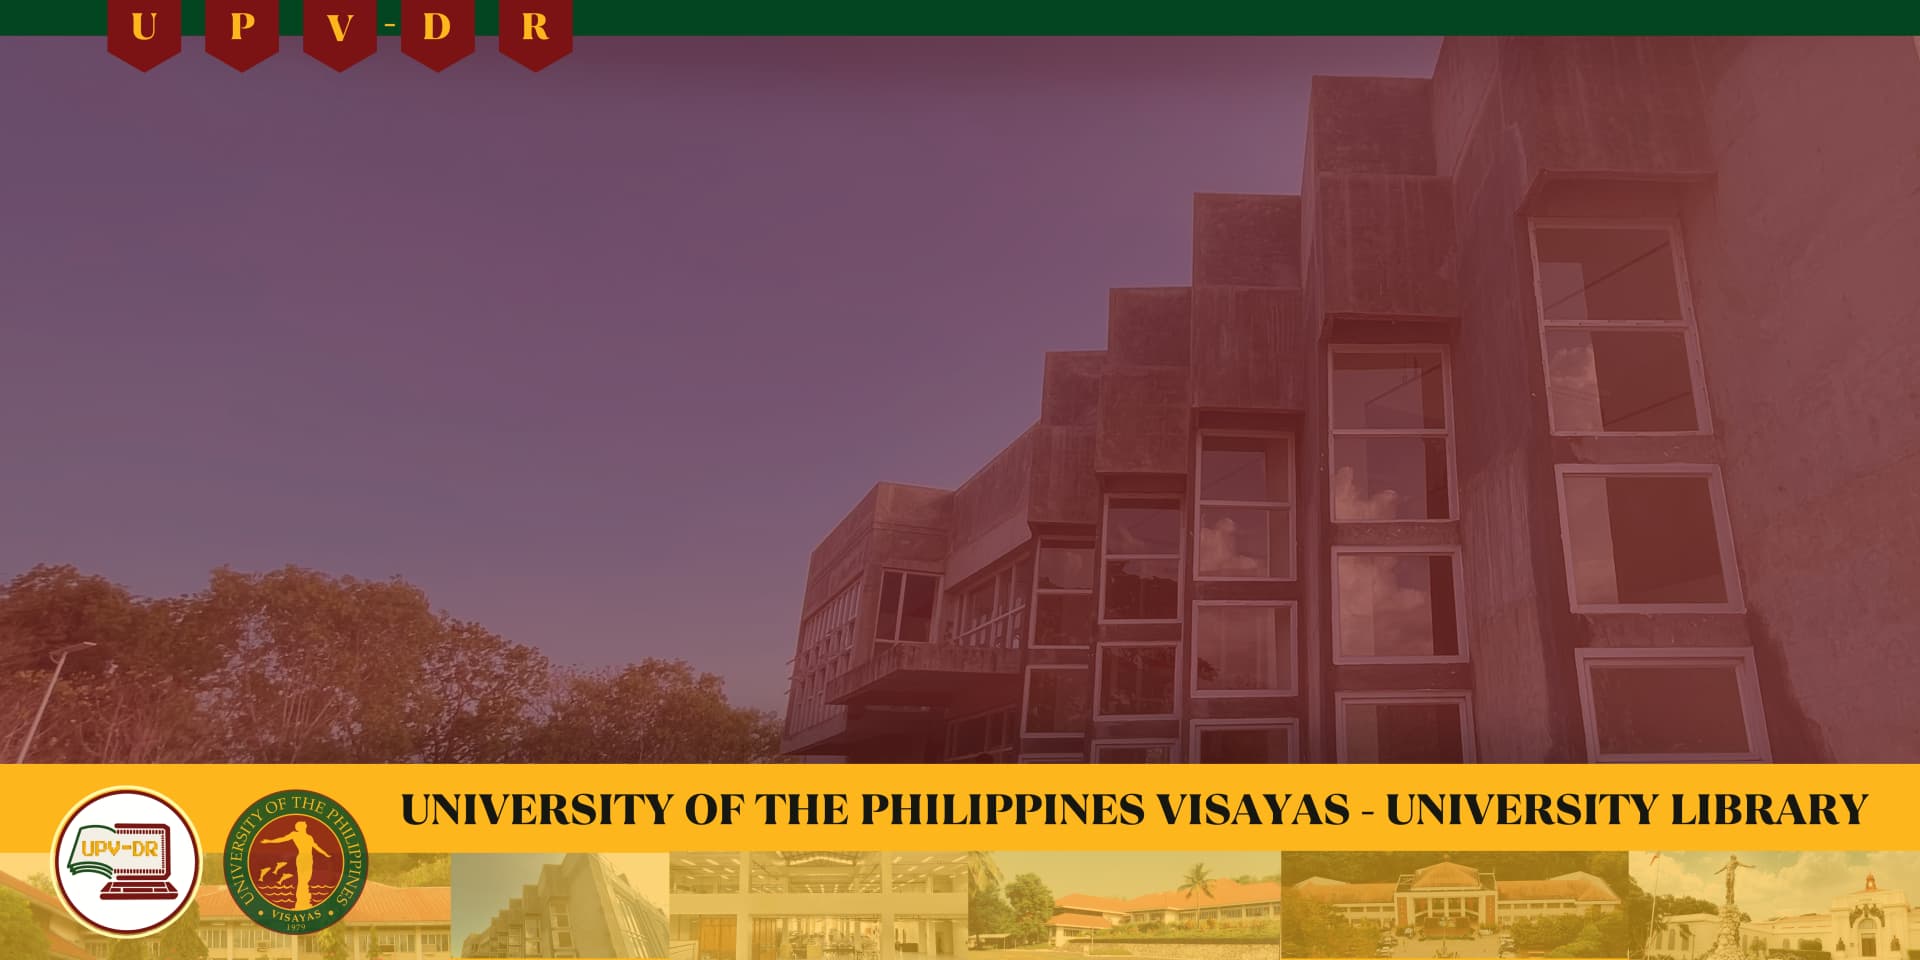 U P V - D R
UNIVERSITY OF THE PHILIPPINES VISAYAS - UNIVERSITY LIBRARY
UPV-DR
UNIVERSITY OF THE PHILIPPINES
VISAYAS
1979